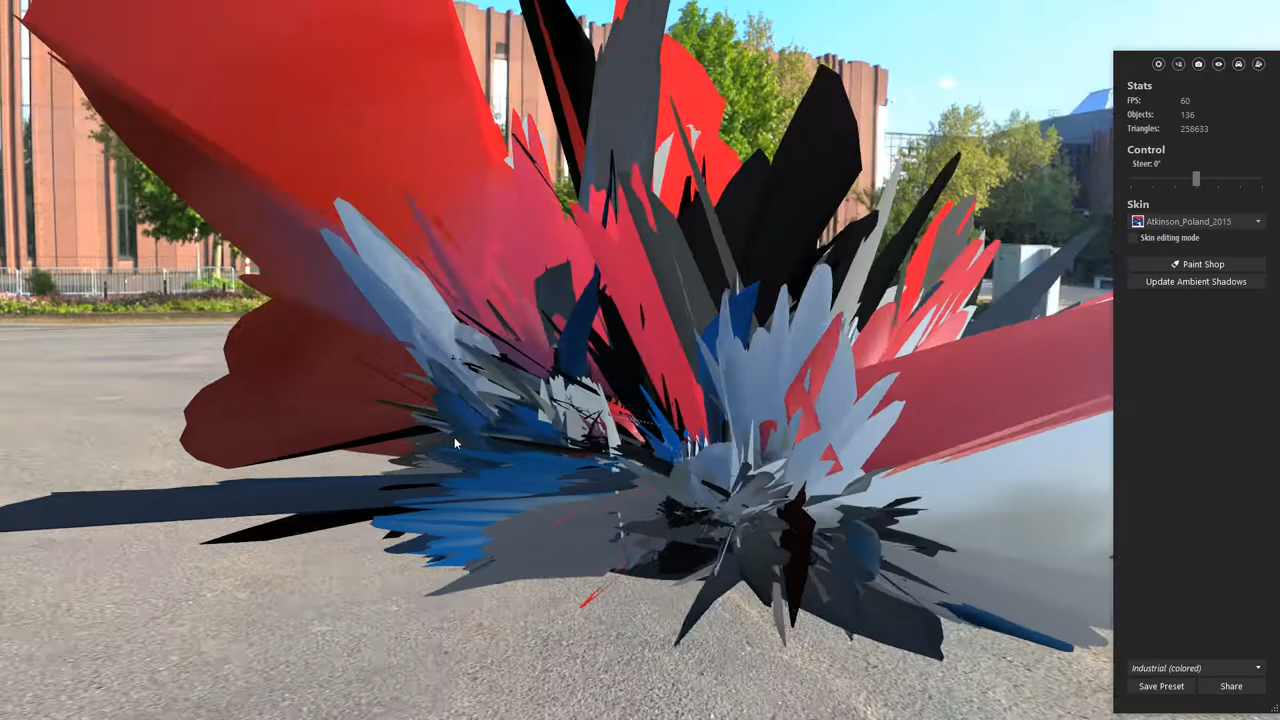 Stats
FPS: 60
Objects: 136
Triangles: 258633
Control
Steer: 0°
Skin
Atkinson_Poland_2015
Skin editing mode
Paint Shop
Update Ambient Shadows
Industrial (colored)
Save Preset Share